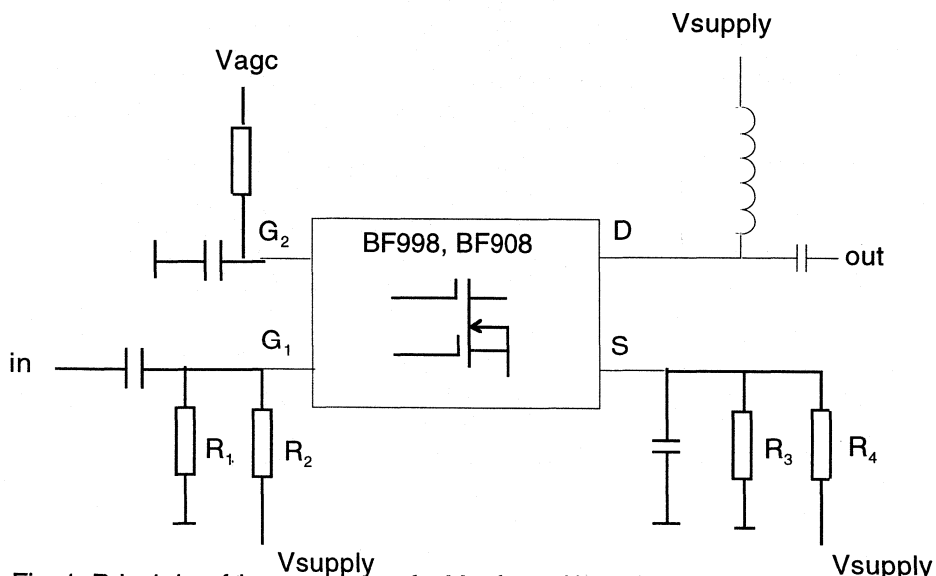 Vsupply
Vagc
G2
BF998, BF908
D
out
G1
S
in
R1
R2
R3
R4
Vsupply
Vsupply